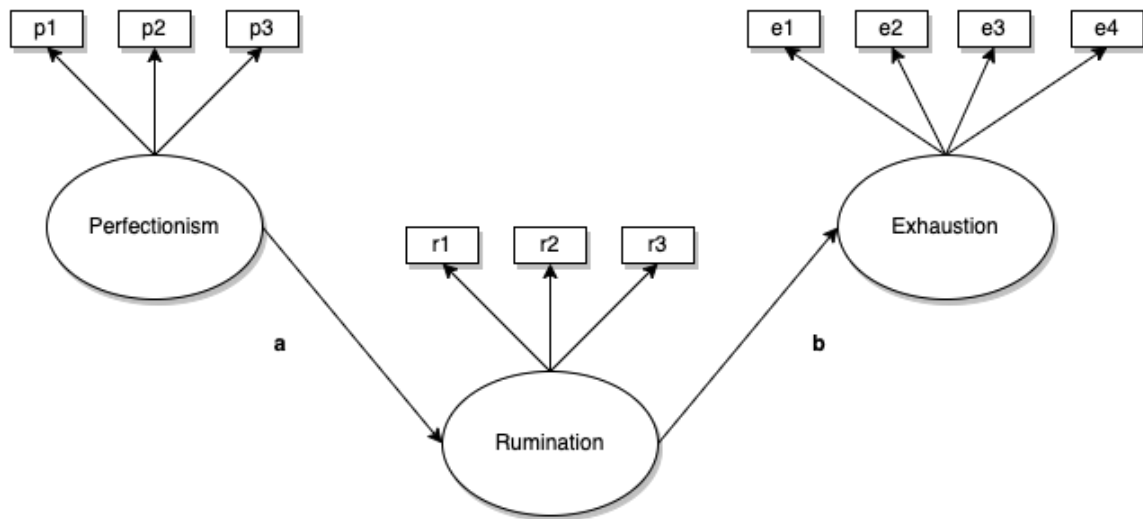 p1 p2 p3 e1 e2 e3 e4
Perfectionism Exhaustion
r1 r2 r3
a b
Rumination